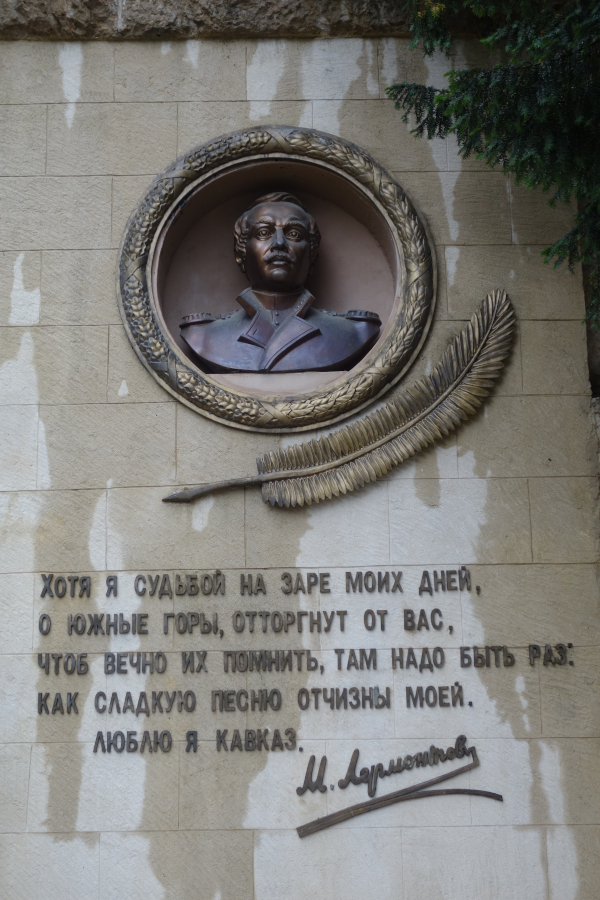 ХОТЯ Я СУДЬБОЙ НА ЗАРЕ МОИХ ДНЕЙ,
О ЮЖНЫЕ ГОРЫ, ОТТОРГНУТ ОТ ВАС,
ЧТОБ ВЕЧНО ИХ ПОМНИТЬ, ТАМ НАДО БЫТЬ РАЗ:
КАК СЛАДКУЮ ПЕСНЮ ОТЧИЗНЫ МОЕЙ.
ЛЮБЛЮ Я КАВКАЗ.
М. Лермонтов